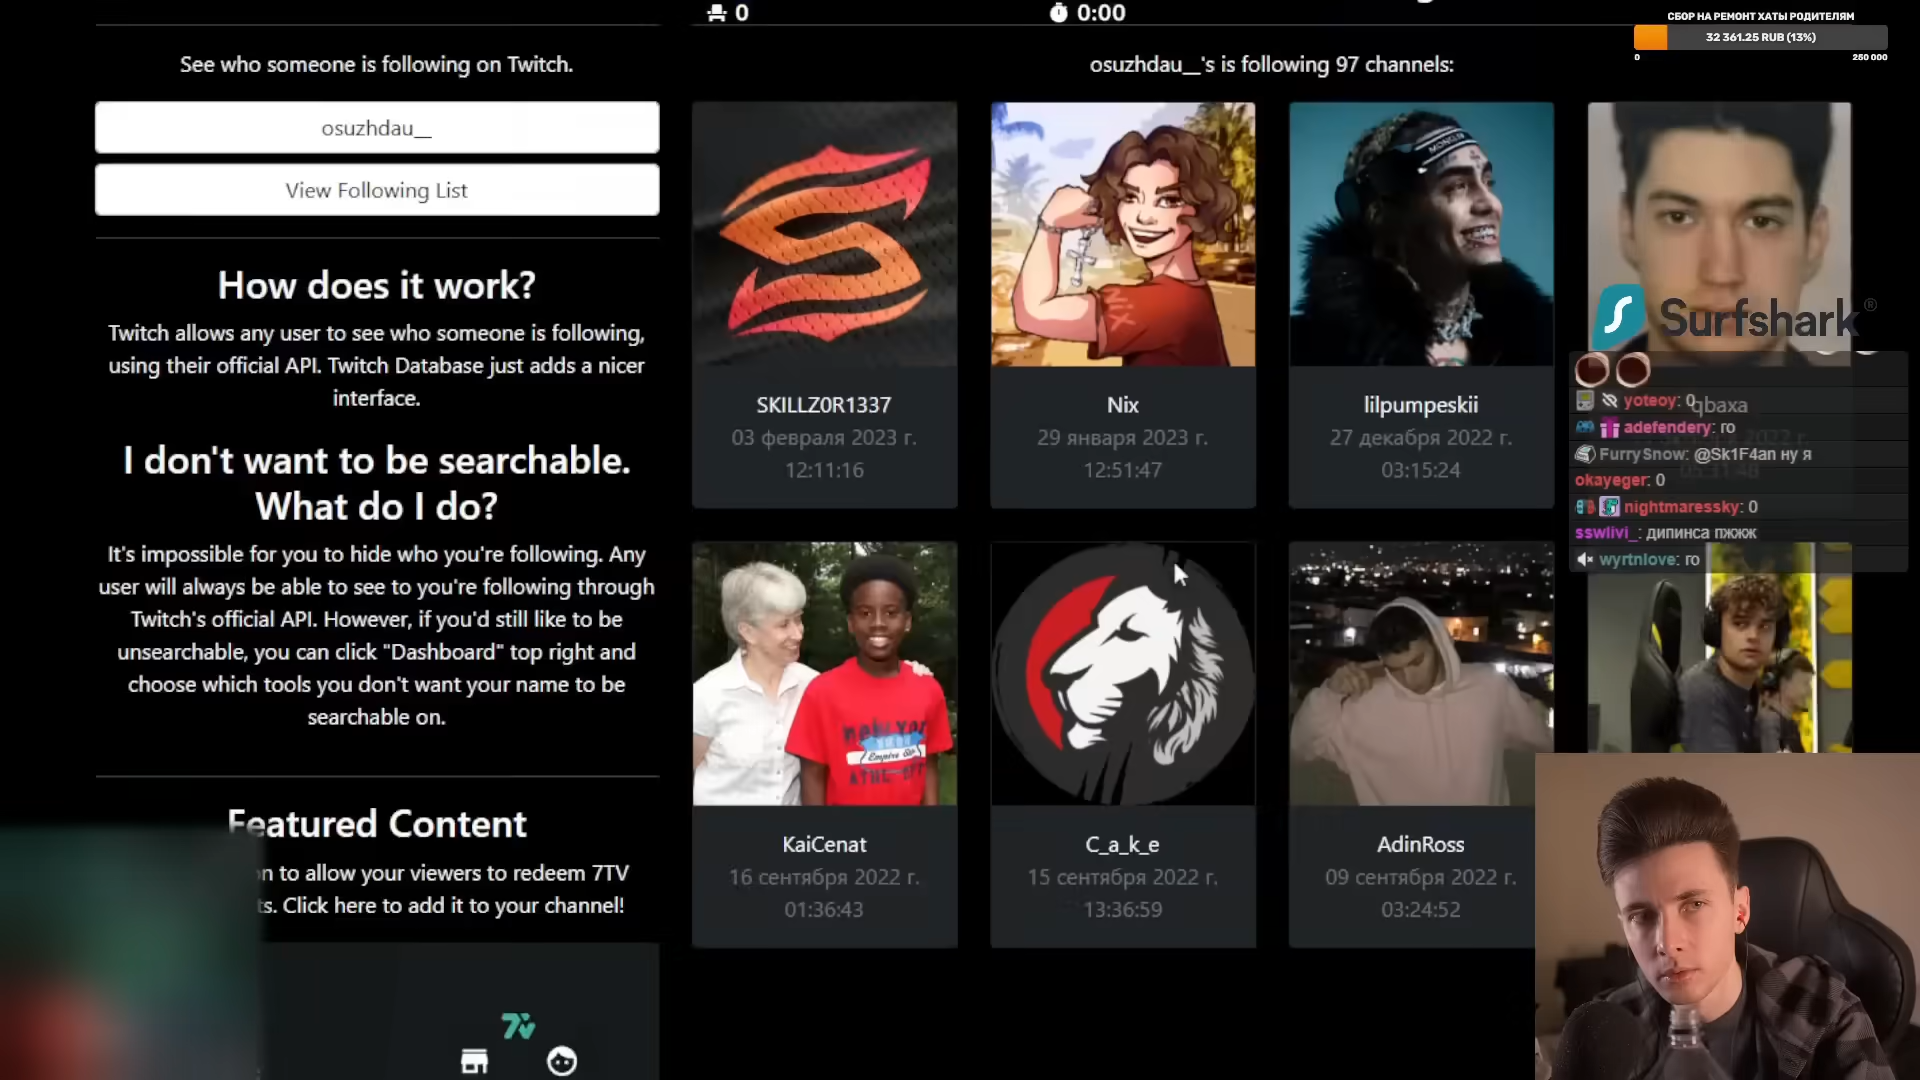 0
0:00
СБОР НА РЕМОНТ ХАТЫ РОДИТЕЛЯМ
32 361.25 RUB (13%)
0
250 000
See who someone is following on Twitch.
osuzhdau__
View Following List
How does it work?
Twitch allows any user to see who someone is following,
using their official API. Twitch Database just adds a nicer
interface.
I don't want to be searchable.
What do I do?
It's impossible for you to hide who you're following. Any
user will always be able to see to you're following through
Twitch's official API. However, if you'd still like to be
unsearchable, you can click "Dashboard" top right and
choose which tools you don't want your name to be
searchable on.
Featured Content
n to allow your viewers to redeem 7TV
ts. Click here to add it to your channel!
osuzhdau__'s is following 97 channels:
MONCLER
NiX
SKILLZ0R1337
03 февраля 2023 г.
12:11:16
Nix
29 января 2023 г.
12:51:47
lilpumpeskii
27 декабря 2022 г.
03:15:24
Surfshark®
qbaxa
yoteoy: 0
adefendery: го
FurrySnow: @Sk1F4an ну я
okayeger: 0
nightmaressky: 0
sswlivi_: дипинса пжжж
wyrtnlove: го
KaiCenat
16 сентября 2022 г.
01:36:43
C_a_k_e
15 сентября 2022 г.
13:36:59
AdinRoss
09 сентября 2022 г.
03:24:52